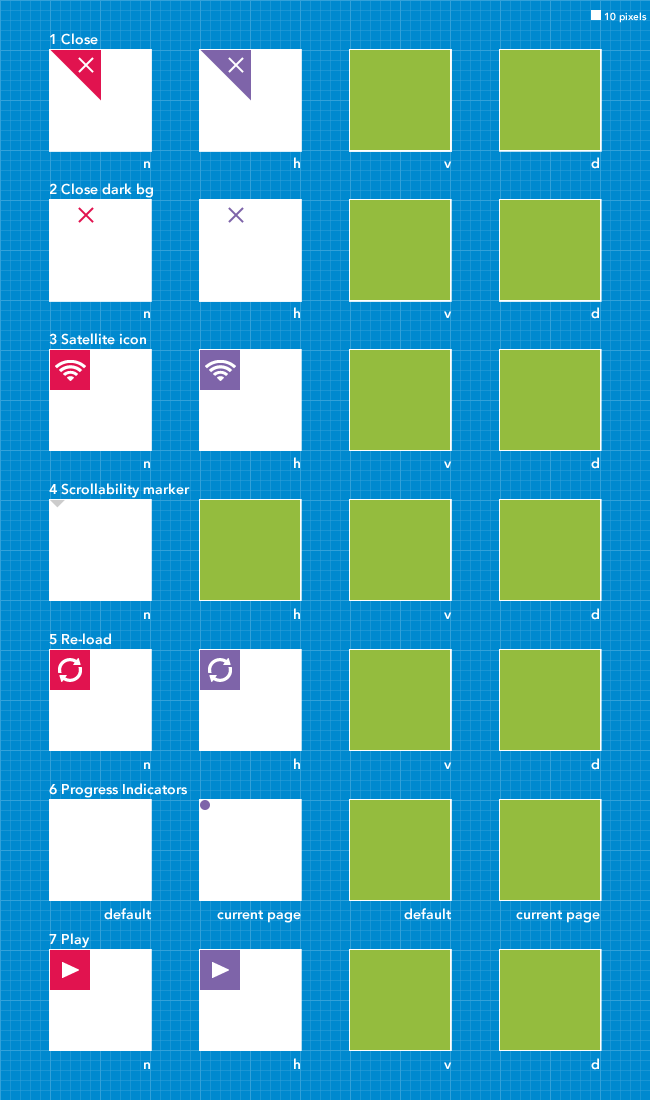 10 pixels
1 Close
n h v d
2 Close dark bg
n h v d
3 Satellite icon
n h v d
4 Scrollability marker
n h v d
5 Re-load
n h v d
6 Progress Indicators
default current page default current page
7 Play
n h v d